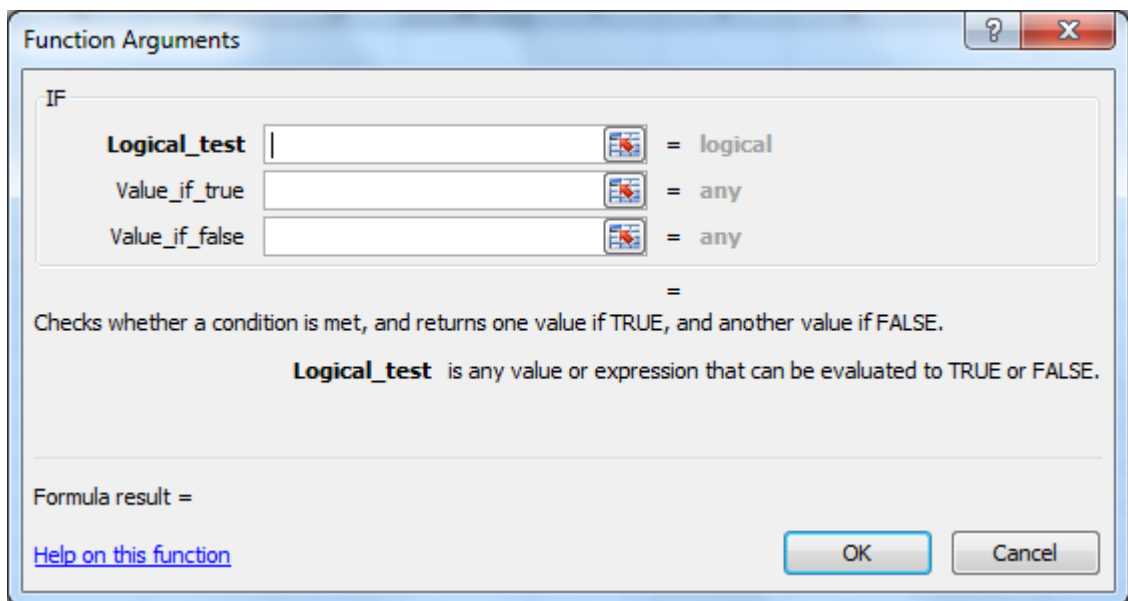 Function Arguments
IF
Logical_test = logical
Value_if_true = any
Value_if_false = any
=
Checks whether a condition is met, and returns one value if TRUE, and another value if FALSE.
Logical_test is any value or expression that can be evaluated to TRUE or FALSE.
Formula result =
Help on this function
OK Cancel